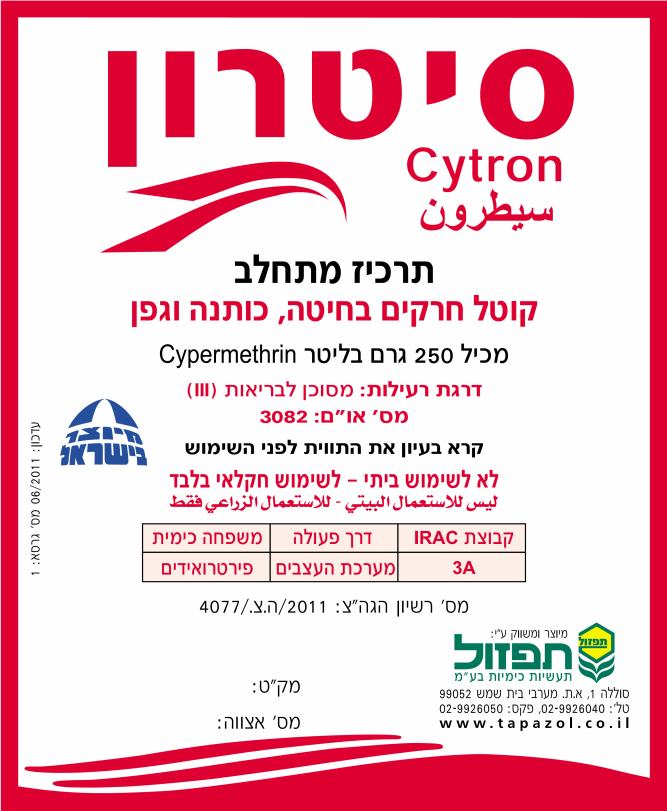 סיטרון
Cytron
سيطرون
תרכיז מתחלב
קוטל חרקים בחיטה, כותנה וגפן
מכיל 250 גרם בליטר Cypermethrin
דרגת רעילות: מסוכן לבריאות (III)
מס' או"ם: 3082
קרא בעיון את התווית לפני השימוש
לא לשימוש ביתי – לשימוש חקלאי בלבד
ليس للاستعمال البيتي - للاستعمال الزراعي فقط
קבוצת IRAC דרך פעולה משפחה כימית
3A מערכת העצבים פירטרואידים
מס' רשיון הגה"צ: 2011/ה.צ./4077
מיוצר בישראל
עדכון: 06/2011 מס' גרסא: 1
מיוצר ומשווק ע"י:
תפזול
תפזול
תעשיות כימיות בע"מ
סוללה 1, א.ת. מערבי בית שמש 99052
טל': 02-9926040, פקס: 02-9926050
www.tapazol.co.il
מק"ט:
מס' אצווה: